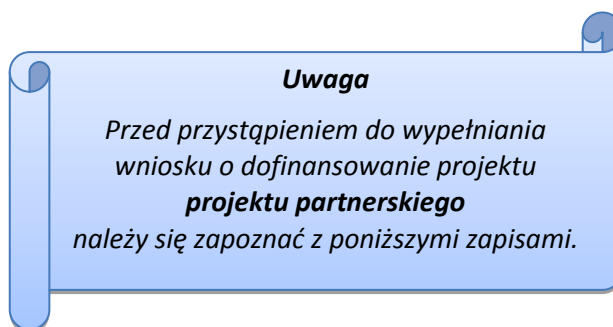 Uwaga
Przed przystąpieniem do wypełniania
wniosku o dofinansowanie projektu
projektu partnerskiego
należy się zapoznać z poniższymi zapisami.